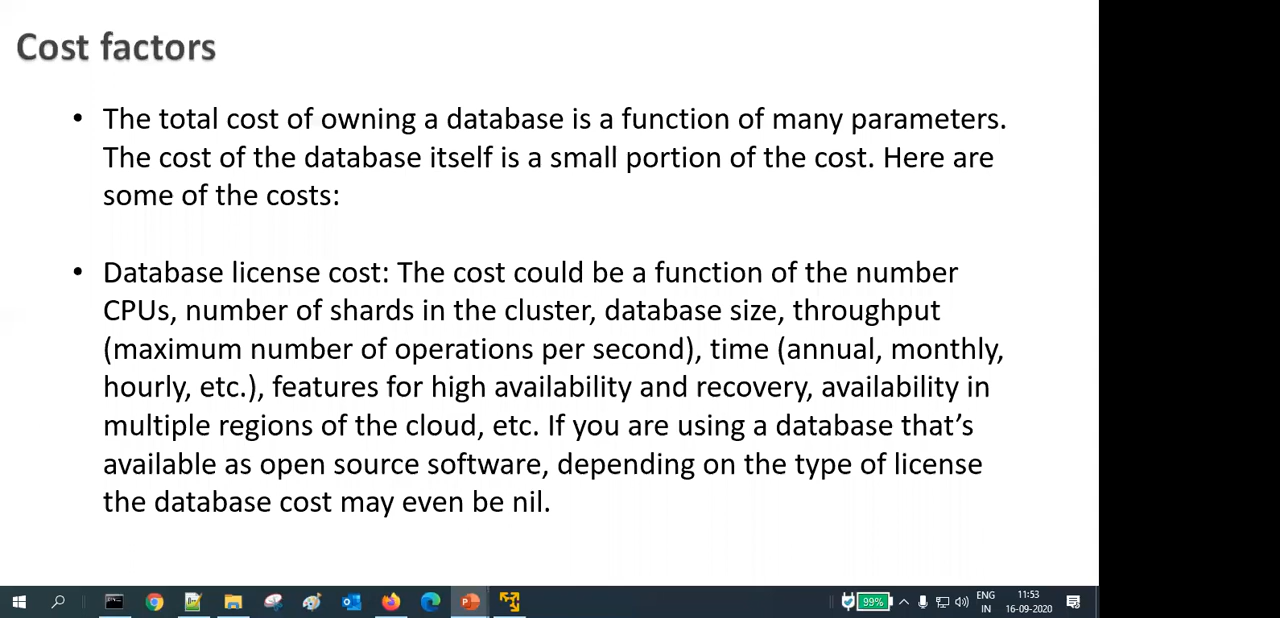 Cost factors
• The total cost of owning a database is a function of many parameters.
The cost of the database itself is a small portion of the cost. Here are
some of the costs:
• Database license cost: The cost could be a function of the number
CPUs, number of shards in the cluster, database size, throughput
(maximum number of operations per second), time (annual, monthly,
hourly, etc.), features for high availability and recovery, availability in
multiple regions of the cloud, etc. If you are using a database that’s
available as open source software, depending on the type of license
the database cost may even be nil.
99%
ENG
IN
11:53
16-09-2020